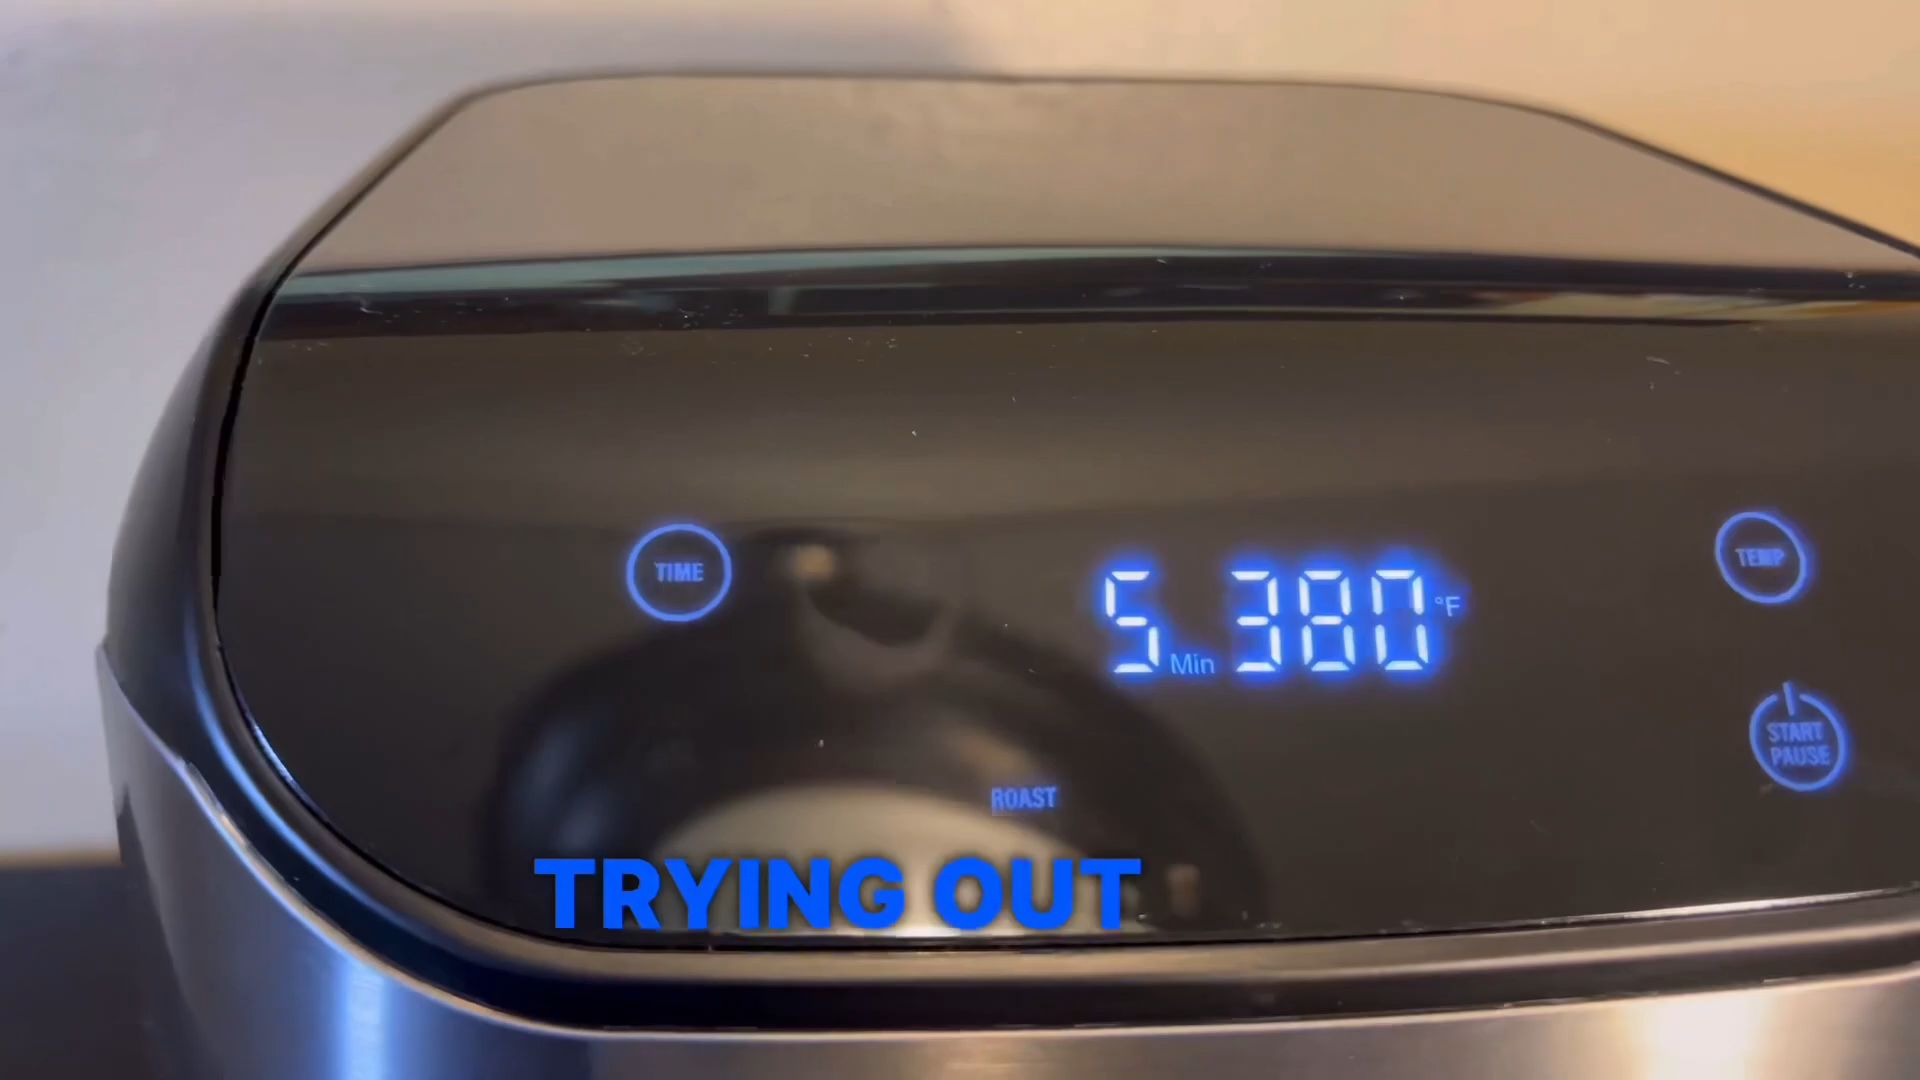 TIME
5 Min 380 °F
TEMP
START
PAUSE
ROAST
TRYING OUT